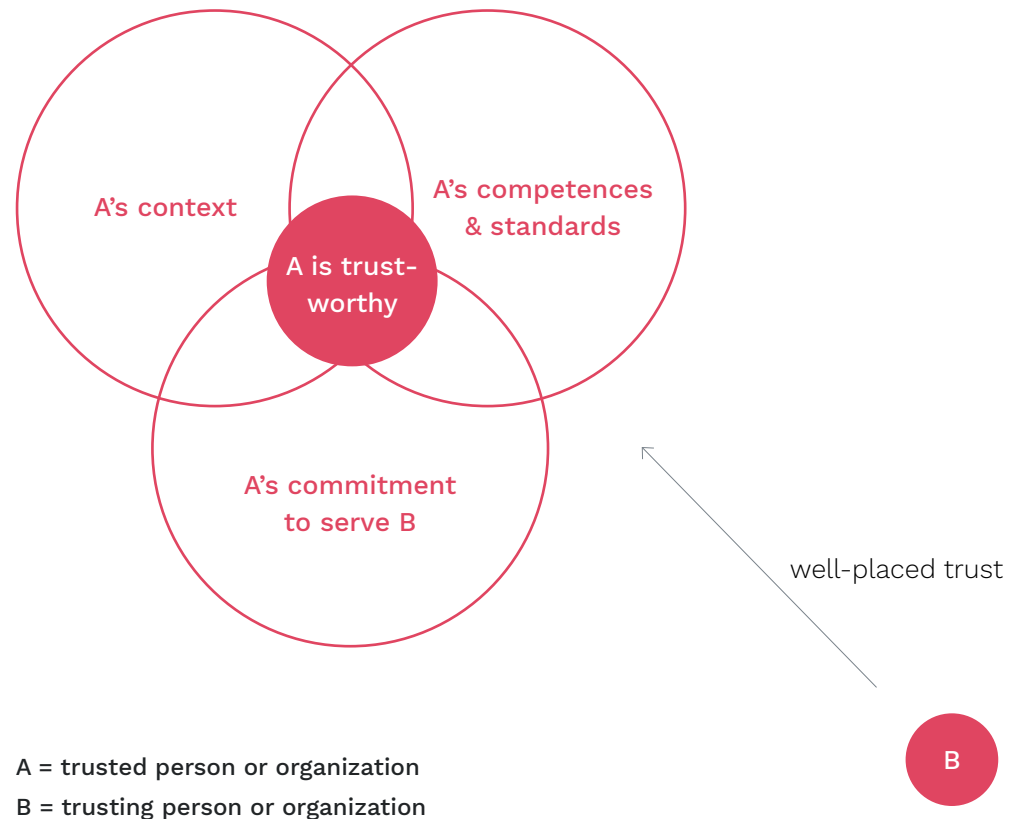 A’s context
A’s competences
& standards
A is trust-
worthy
A’s commitment
to serve B
well-placed trust
B
A = trusted person or organization
B = trusting person or organization